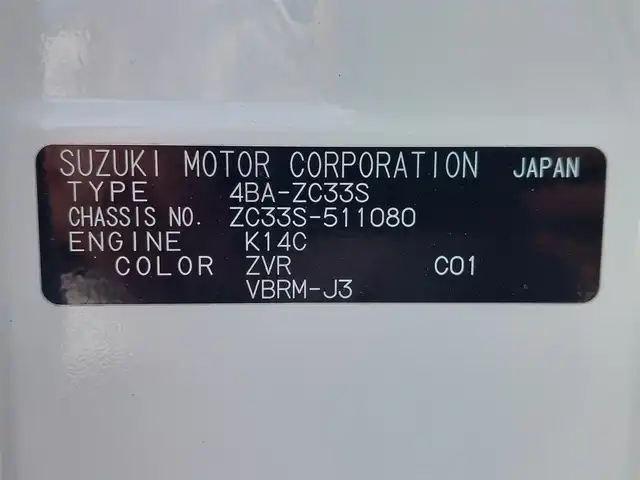 SUZUKI MOTOR CORPORATION JAPAN
TYPE 4BA-ZC33S
CHASSIS NO. ZC33S-511080
ENGINE K14C
COLOR ZVR C01
VBRM-J3